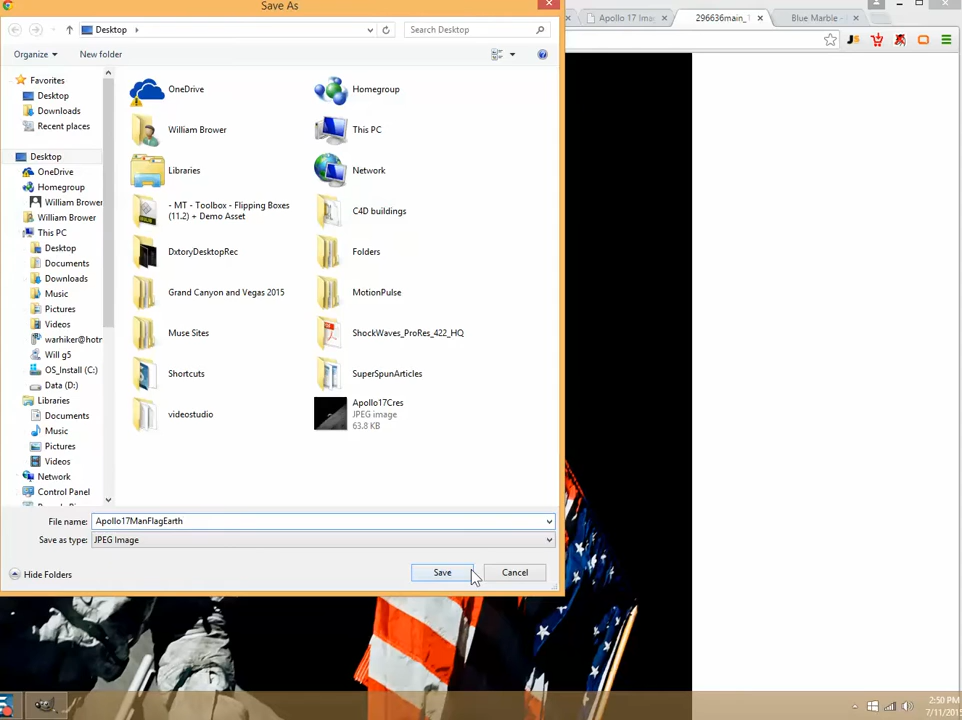 Save As
Apollo 17 Ima
296636main_1
Blue Marble -
Desktop
Search Desktop
Organize
New folder
Favorites
Desktop
Downloads
Recent places
Desktop
OneDrive
Homegroup
William Brower
William Brower
This PC
Desktop
Documents
Downloads
Music
Pictures
Videos
warhiker@hotm
Will g5
OS_Install (C:)
Data (D:)
Libraries
Documents
Music
Pictures
Videos
Network
Control Panel
OneDrive
Homegroup
William Brower
This PC
Libraries
Network
- MT - Toolbox - Flipping Boxes
(11.2) + Demo Asset
C4D buildings
DxtoryDesktopRec
Folders
Grand Canyon and Vegas 2015
MotionPulse
Muse Sites
ShockWaves_ProRes_422_HQ
Shortcuts
SuperSpunArticles
videostudio
Apollo17Cres
JPEG image
63.8 KB
File name:
Apollo17ManFlagEarth
Save as type:
JPEG Image
Hide Folders
Save
Cancel
2:50 PM
7/11/201